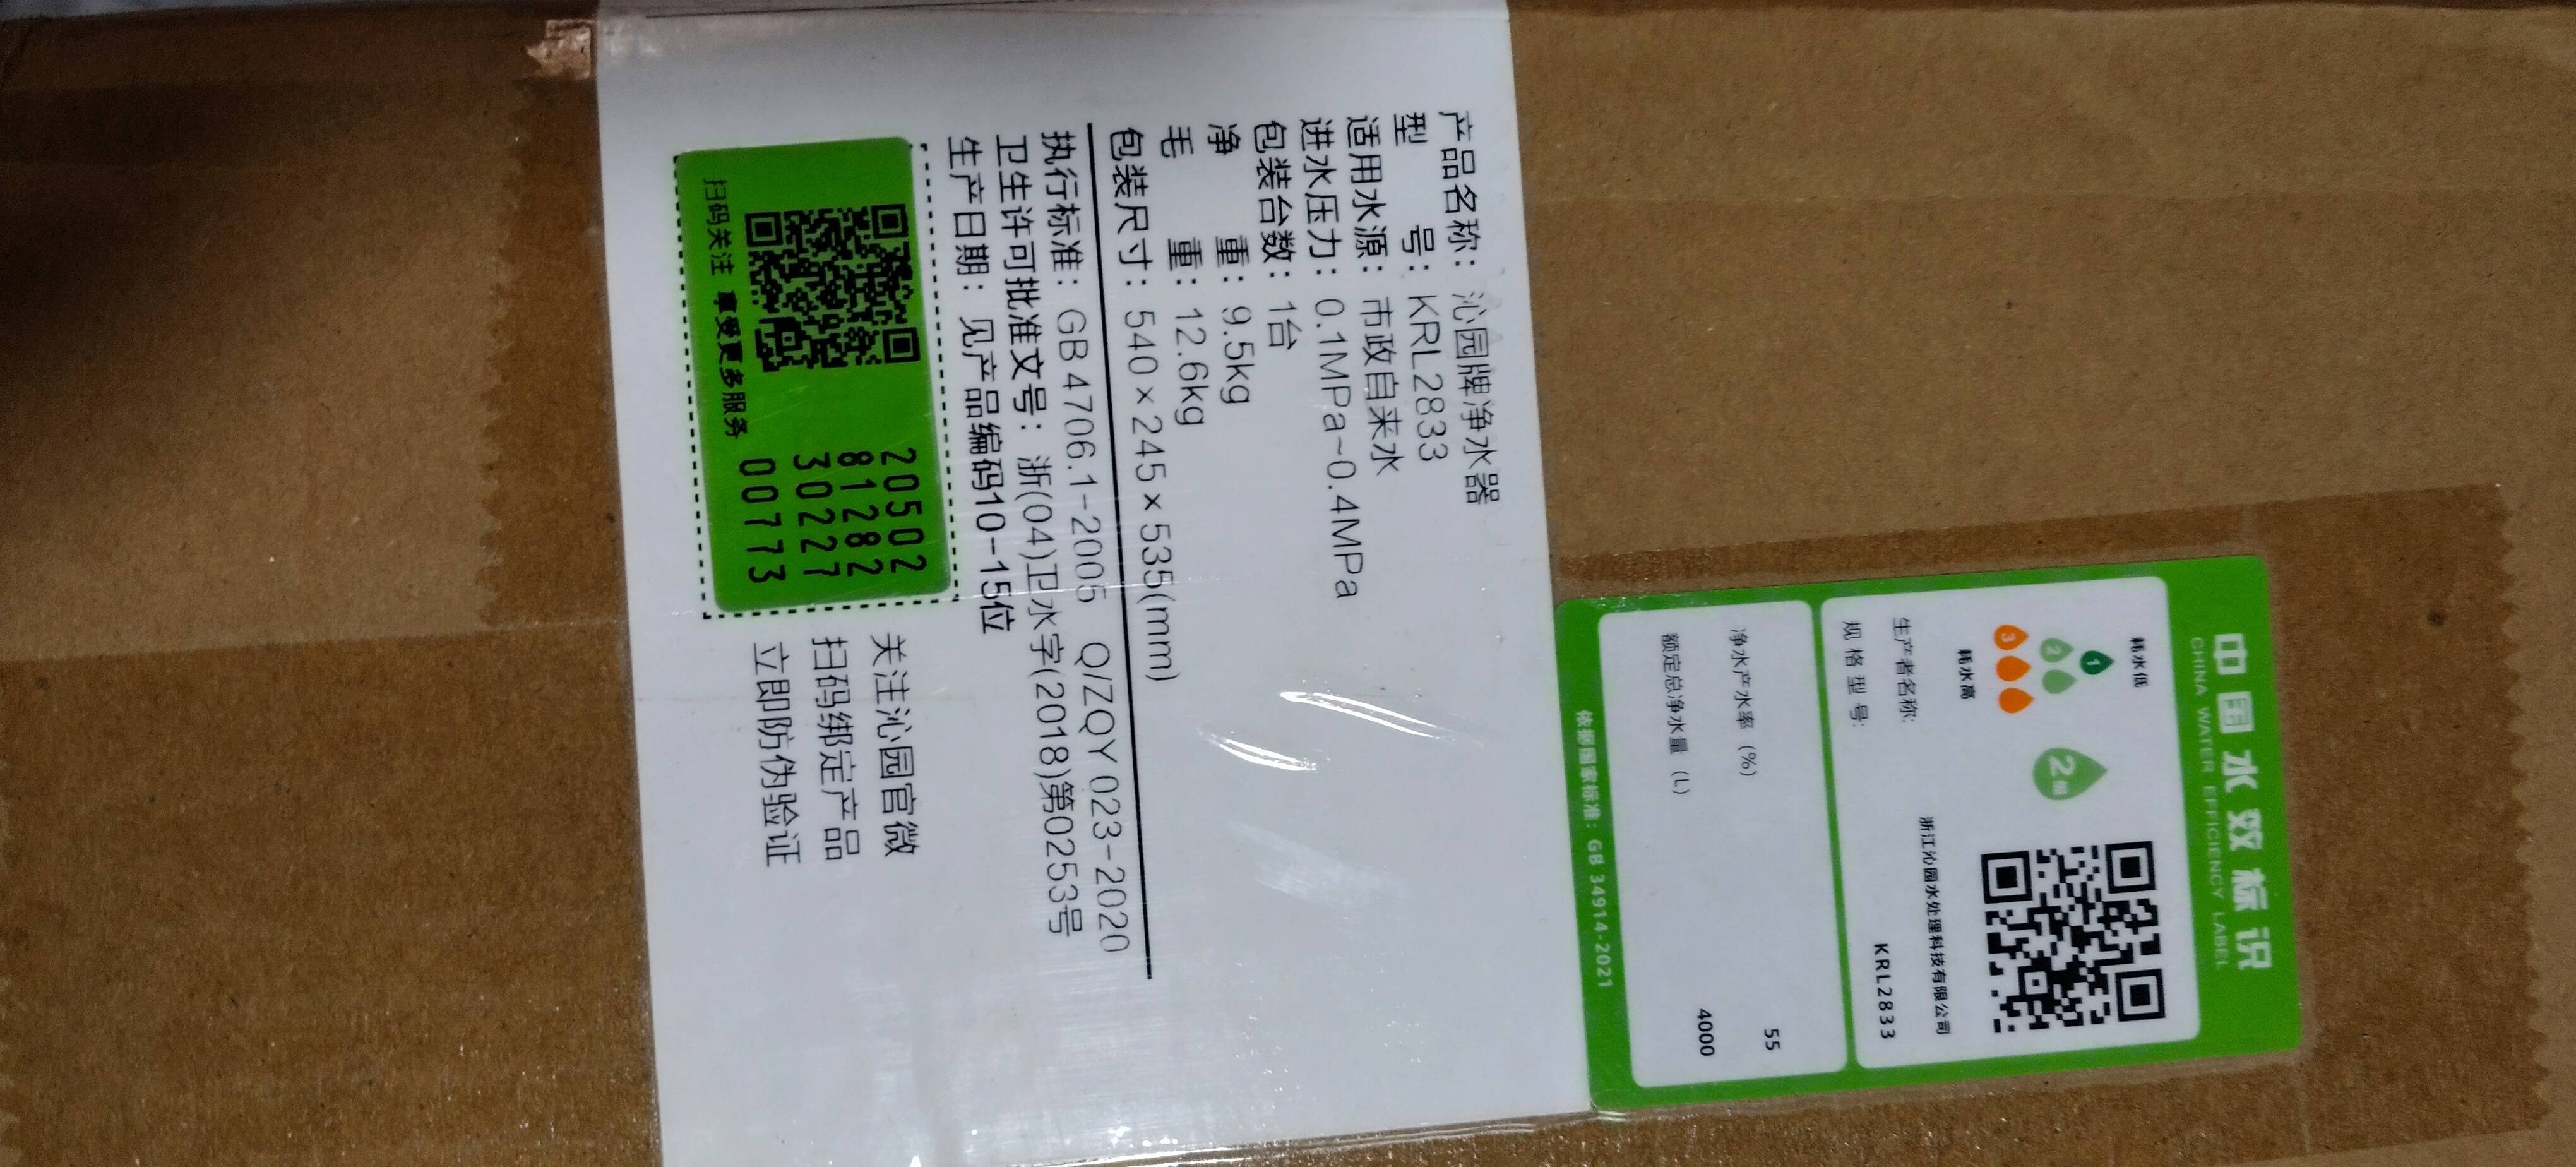 产品名称：沁园牌净水器
型 号：KRL2833
适用水源：市政自来水
进水压力：0.1MPa~0.4MPa
包装台数：1台
净 重：9.5kg
毛 重：12.6kg
包装尺寸：540×245×535(mm)
执行标准：GB 4706.1-2005 Q/ZQY 023-2020
卫生许可批准文号：浙(04)卫水字(2018)第0253号
生产日期：见产品编码10-15位
20502
81282
30227
00773
扫码关注 享受更多服务
关注沁园官微
扫码绑定产品
立即防伪验证
中国水效标识
CHINA WATER EFFICIENCY LABEL
耗水低
1
2
3
耗水高
2级
生产者名称： 浙江沁园水处理科技有限公司
规格型号： KRL2833
净水产水率（%） 55
额定总净水量（L） 4000
依据国家标准：GB 34914-2021